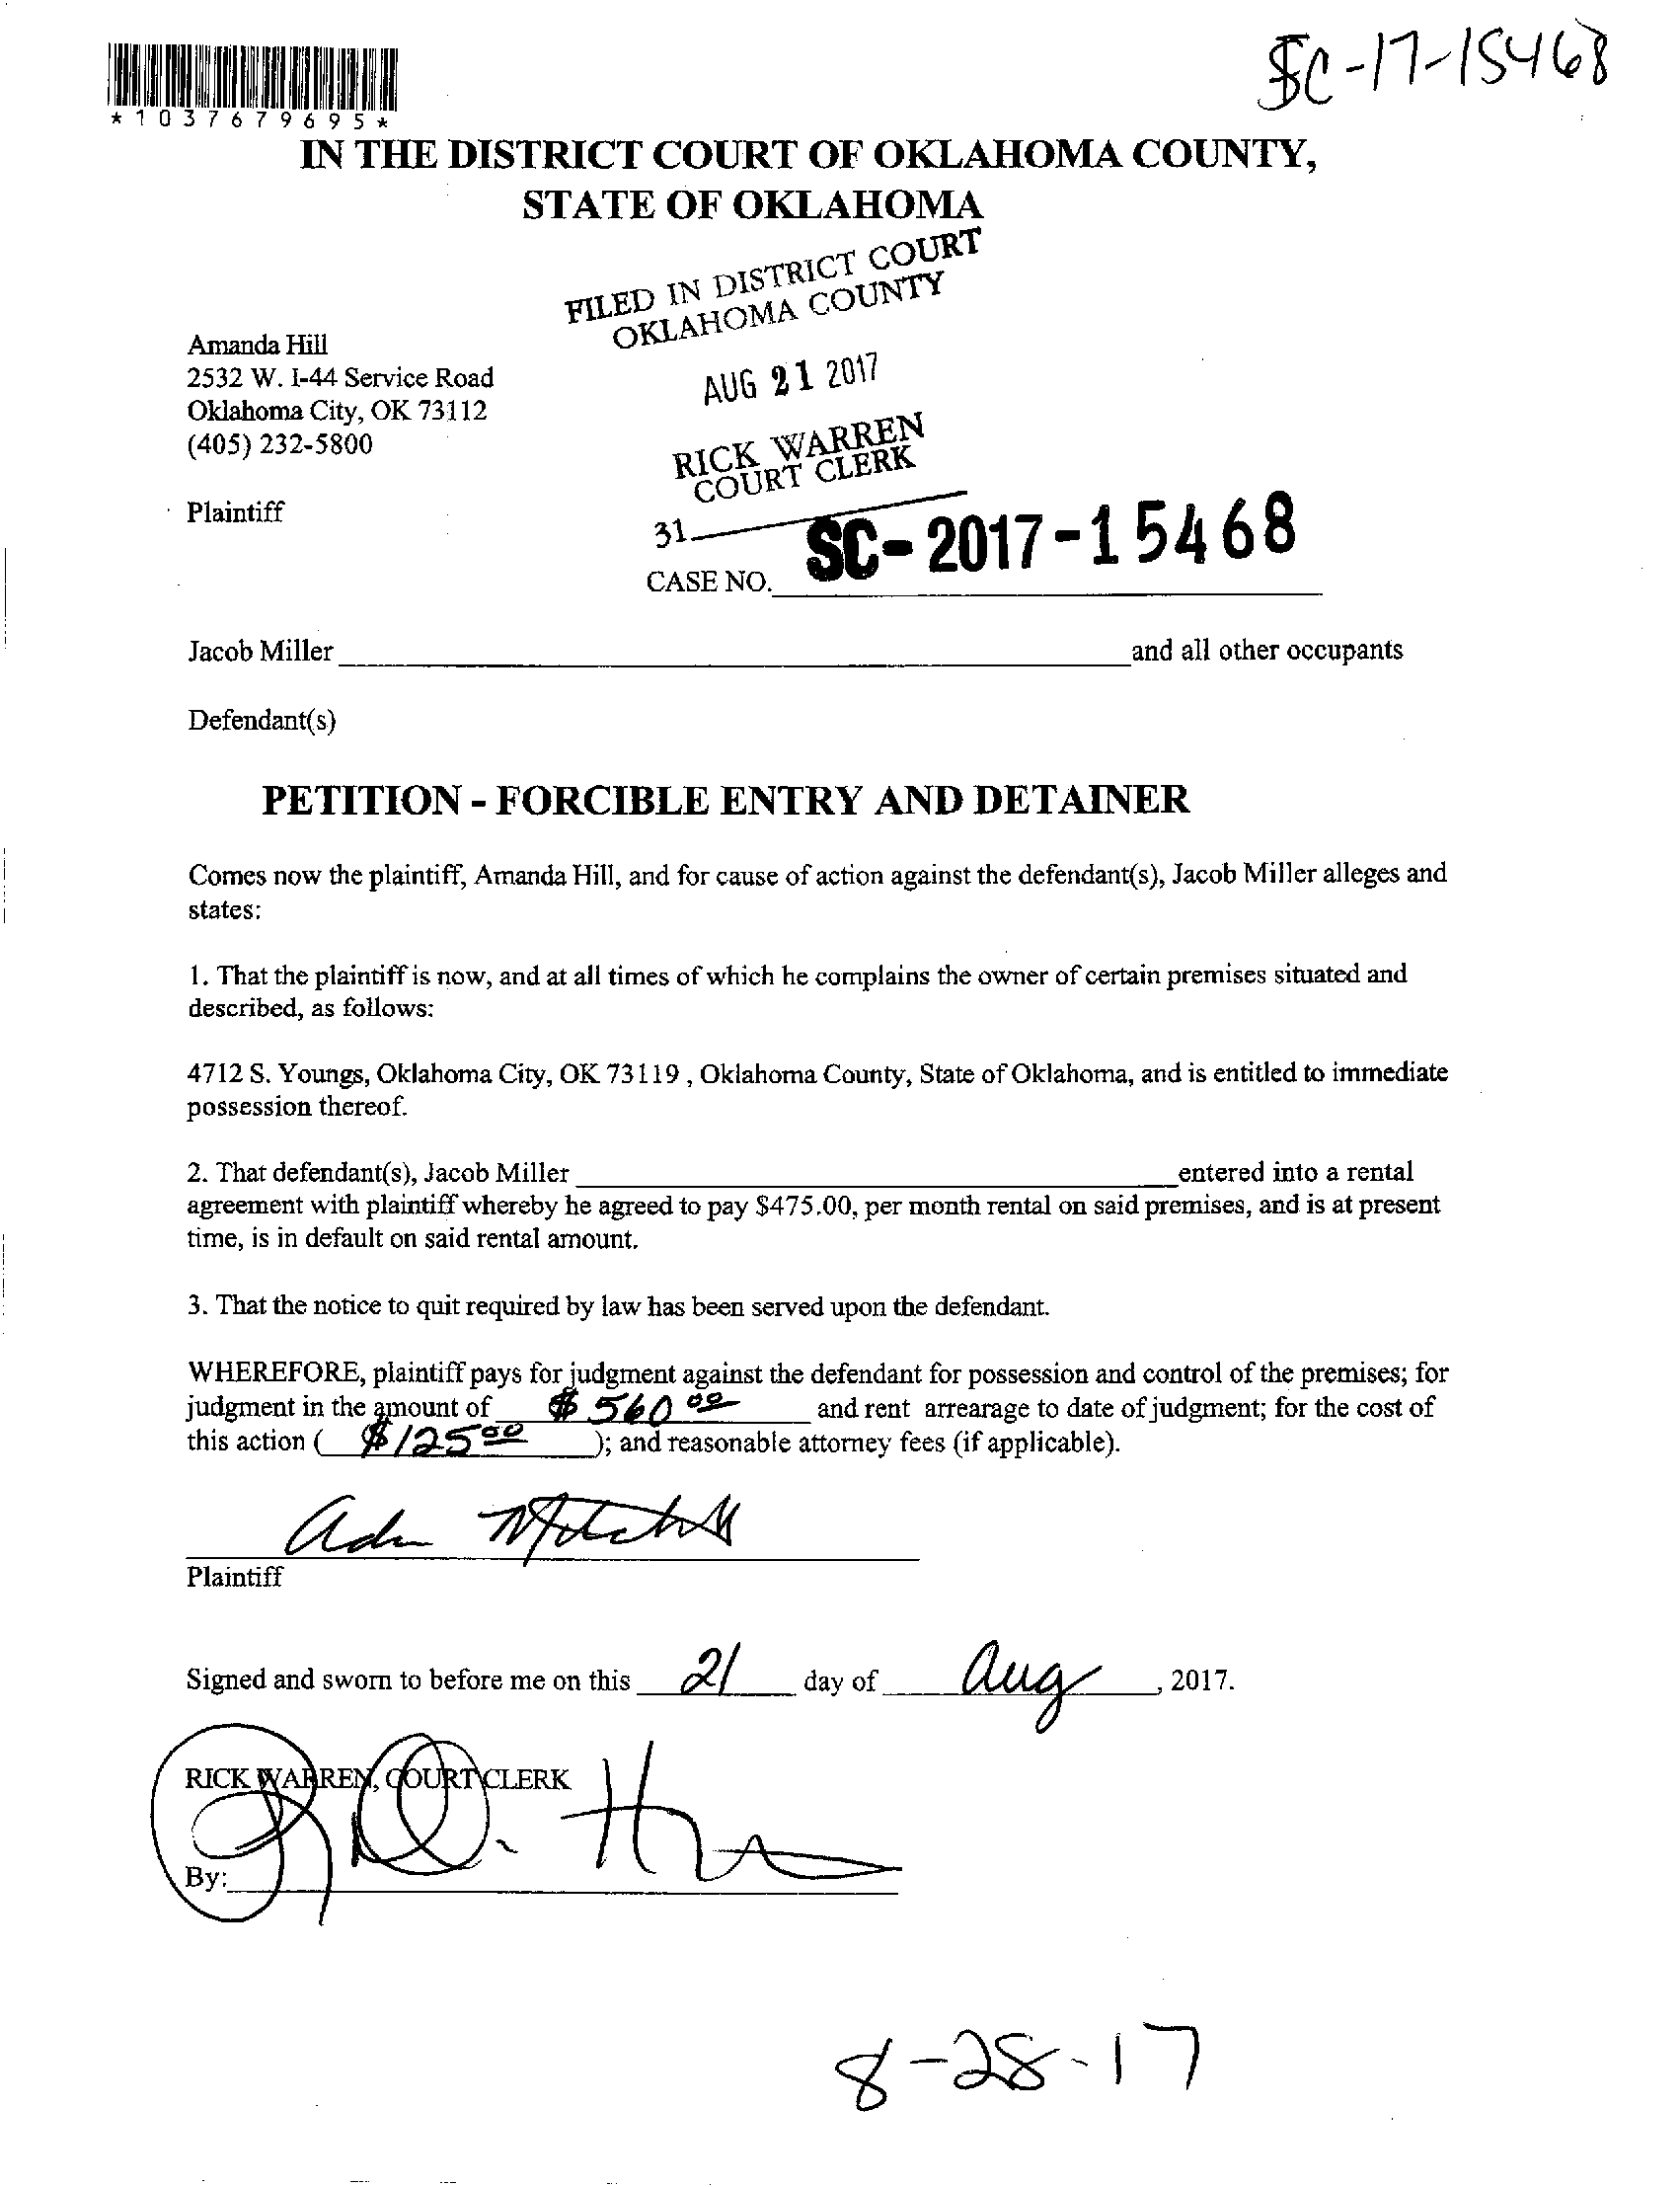 SC-17-15468
*1037679695*
IN THE DISTRICT COURT OF OKLAHOMA COUNTY,
STATE OF OKLAHOMA
FILED IN DISTRICT COURT
OKLAHOMA COUNTY
AUG 21 2017
RICK WARREN
COURT CLERK
31
Amanda Hill
2532 W. I-44 Service Road
Oklahoma City, OK 73112
(405) 232-5800
Plaintiff
CASE NO. SC-2017-15468
Jacob Miller and all other occupants
Defendant(s)
PETITION - FORCIBLE ENTRY AND DETAINER
Comes now the plaintiff, Amanda Hill, and for cause of action against the defendant(s), Jacob Miller alleges and
states:
1. That the plaintiff is now, and at all times of which he complains the owner of certain premises situated and
described, as follows:
4712 S. Youngs, Oklahoma City, OK 73119 , Oklahoma County, State of Oklahoma, and is entitled to immediate
possession thereof.
2. That defendant(s), Jacob Miller entered into a rental
agreement with plaintiff whereby he agreed to pay $475.00, per month rental on said premises, and is at present
time, is in default on said rental amount.
3. That the notice to quit required by law has been served upon the defendant.
WHEREFORE, plaintiff pays for judgment against the defendant for possession and control of the premises; for
judgment in the amount of $560 00 and rent arrearage to date of judgment; for the cost of
this action ( $125 00 ); and reasonable attorney fees (if applicable).
Plaintiff
Signed and sworn to before me on this 21 day of Aug , 2017.
RICK WARREN, COURT CLERK
By:
8-28-17